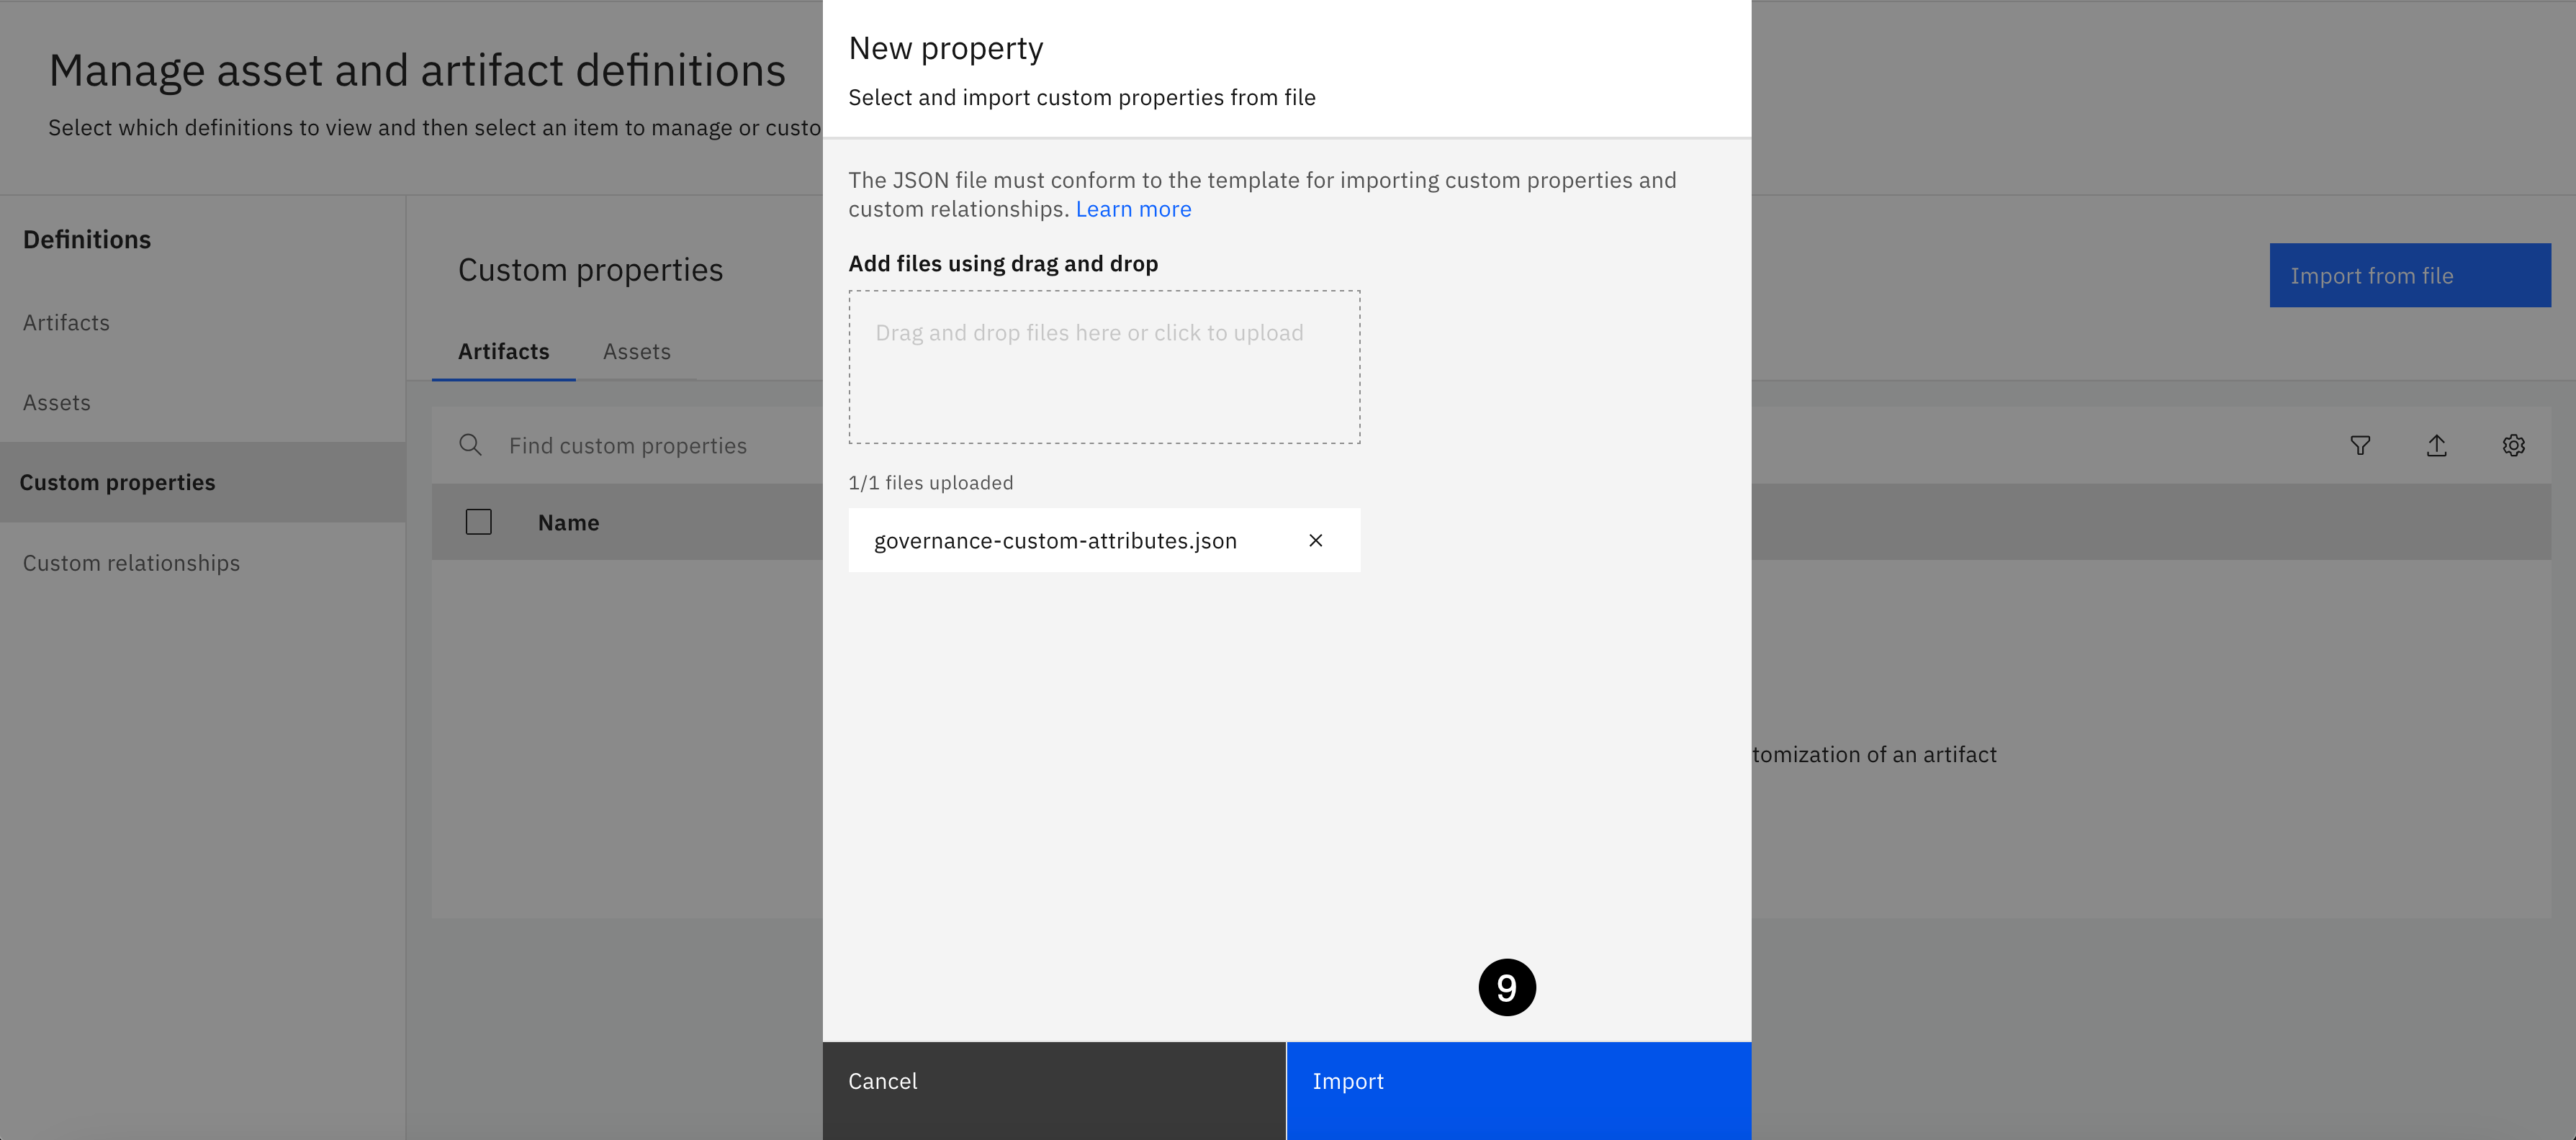 Manage asset and artifact definitions
Select which definitions to view and then select an item to manage or custo
Definitions
Artifacts
Assets
Custom properties
Custom relationships
Custom properties
Import from file
Artifacts Assets
Find custom properties
Name
tomization of an artifact
New property
Select and import custom properties from file
The JSON file must conform to the template for importing custom properties and
custom relationships. Learn more
Add files using drag and drop
Drag and drop files here or click to upload
1/1 files uploaded
governance-custom-attributes.json
9
Cancel
Import